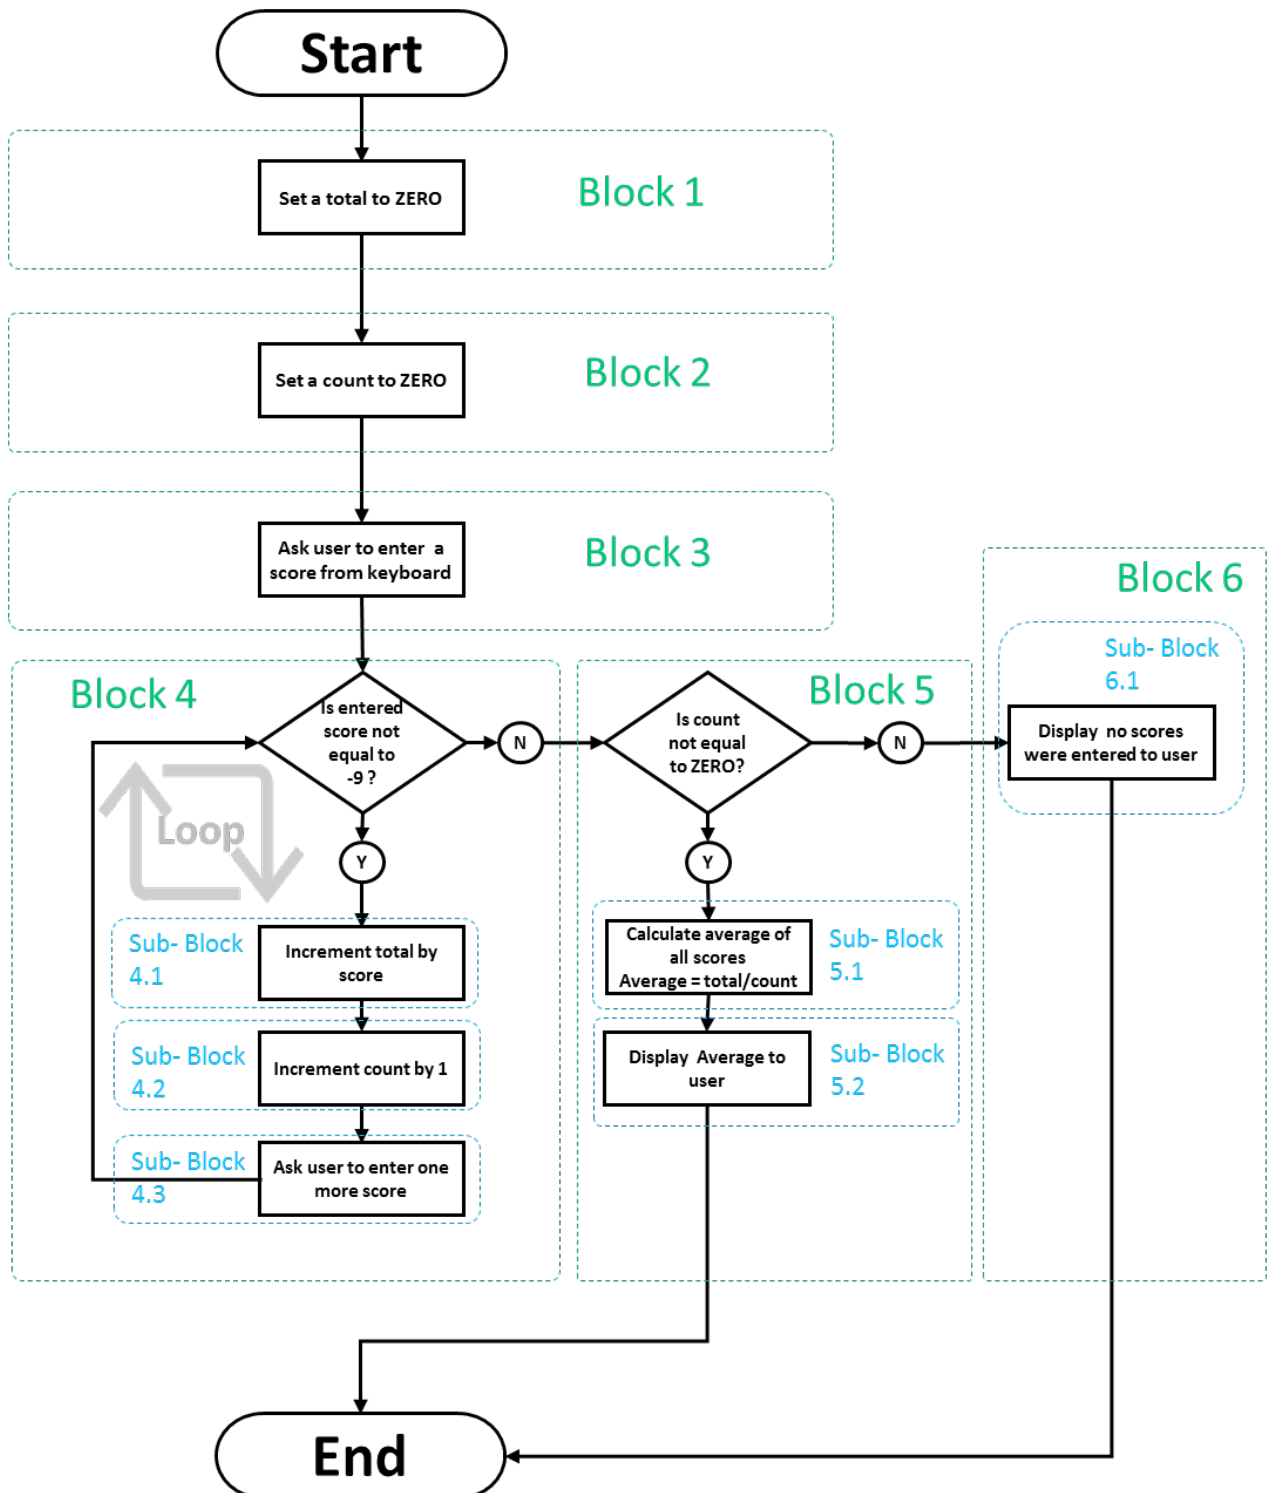 Start
Set a total to ZERO
Block 1
Set a count to ZERO
Block 2
Ask user to enter a
score from keyboard
Block 3
Block 4
Is entered
score not
equal to
-9 ?
N
Loop
Y
Sub- Block
4.1
Increment total by
score
Sub- Block
4.2
Increment count by 1
Sub- Block
4.3
Ask user to enter one
more score
Block 5
Is count
not equal
to ZERO?
N
Y
Calculate average of
all scores
Average = total/count
Sub- Block
5.1
Display Average to
user
Sub- Block
5.2
Block 6
Sub- Block
6.1
Display no scores
were entered to user
End